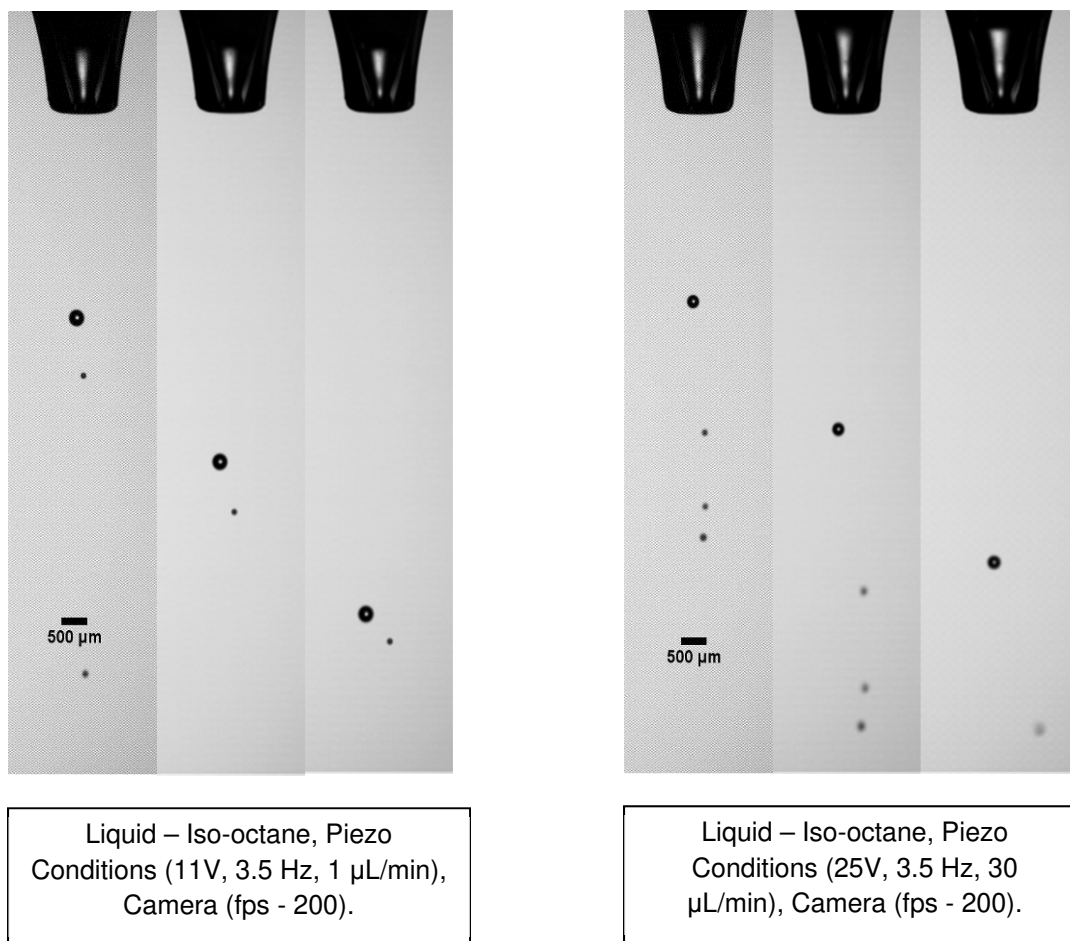 500 µm
500 µm
Liquid – Iso-octane, Piezo
Conditions (11V, 3.5 Hz, 1 µL/min),
Camera (fps - 200).
Liquid – Iso-octane, Piezo
Conditions (25V, 3.5 Hz, 30
µL/min), Camera (fps - 200).